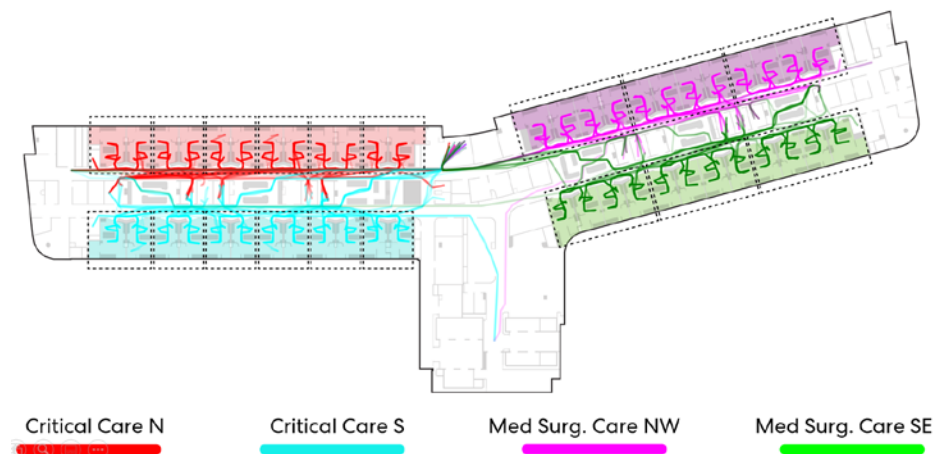 Critical Care N
Critical Care S
Med Surg. Care NW
Med Surg. Care SE